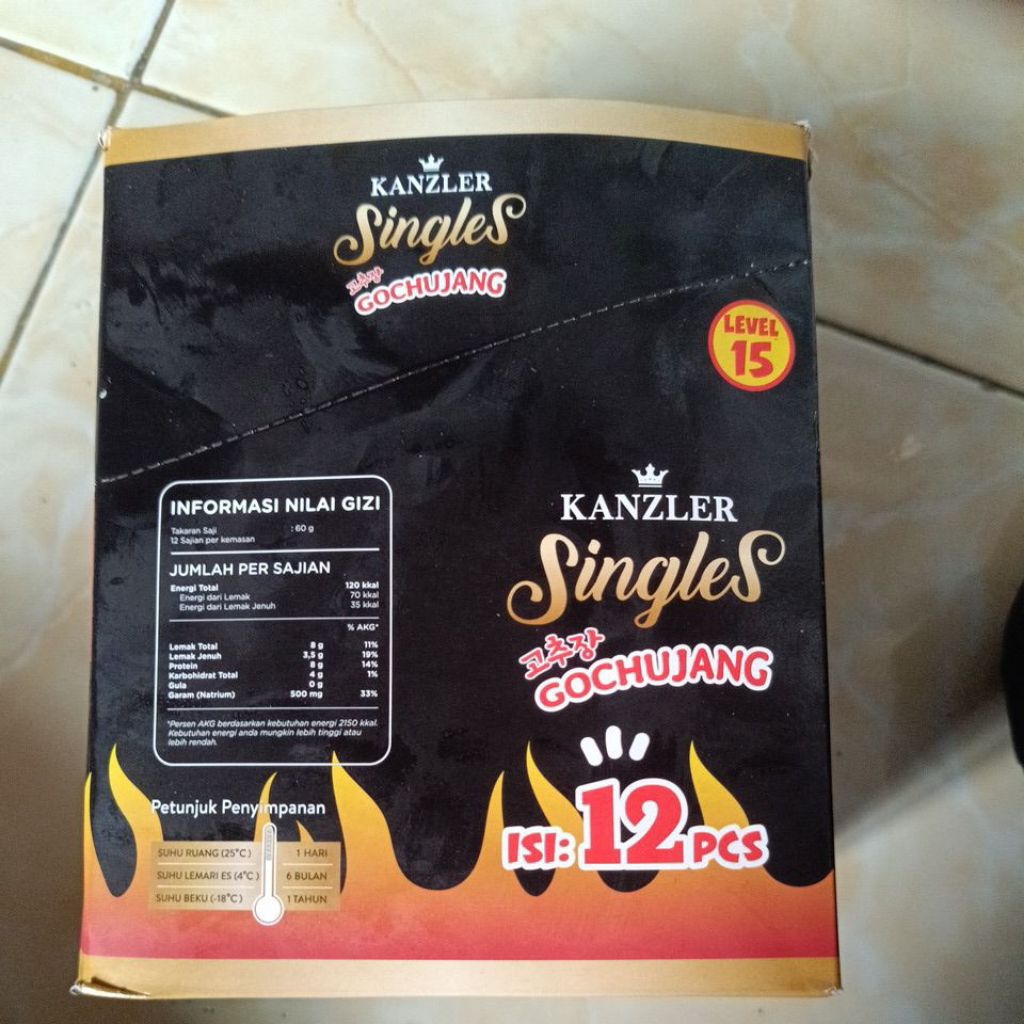 KANZLER
Singles
고추장
GOCHUJANG
LEVEL
15
INFORMASI NILAI GIZI
Takaran Saji : 60 g
12 Sajian per kemasan
JUMLAH PER SAJIAN
Energi Total 120 kkal
Energi dari Lemak 70 kkal
Energi dari Lemak Jenuh 35 kkal
% AKG*
Lemak Total 8 g 11%
Lemak Jenuh 3,5 g 19%
Protein 8 g 14%
Karbohidrat Total 4 g 1%
Gula 0 g
Garam (Natrium) 500 mg 33%
*Persen AKG berdasarkan kebutuhan energi 2150 kkal.
Kebutuhan energi anda mungkin lebih tinggi atau
lebih rendah.
KANZLER
Singles
고추장
GOCHUJANG
ISI: 12 PCS
Petunjuk Penyimpanan
SUHU RUANG (25°C) 1 HARI
SUHU LEMARI ES (4°C) 6 BULAN
SUHU BEKU (-18°C) 1 TAHUN